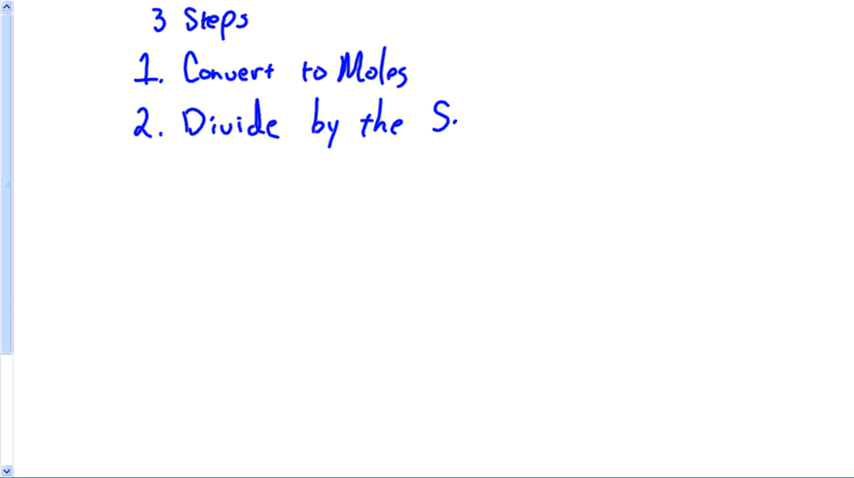 3 Steps
1. Convert to Moles
2. Divide by the S.